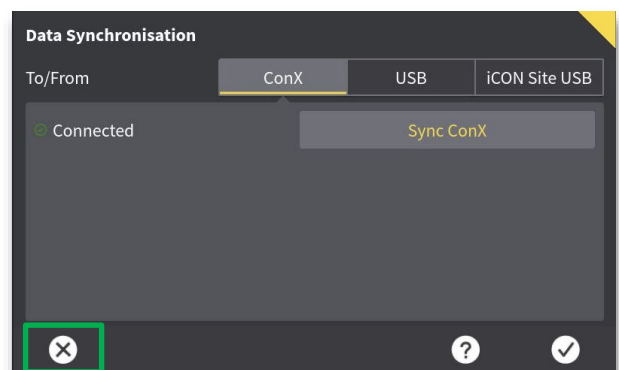 Data Synchronisation
To/From ConX USB iCON Site USB
Connected Sync ConX
?